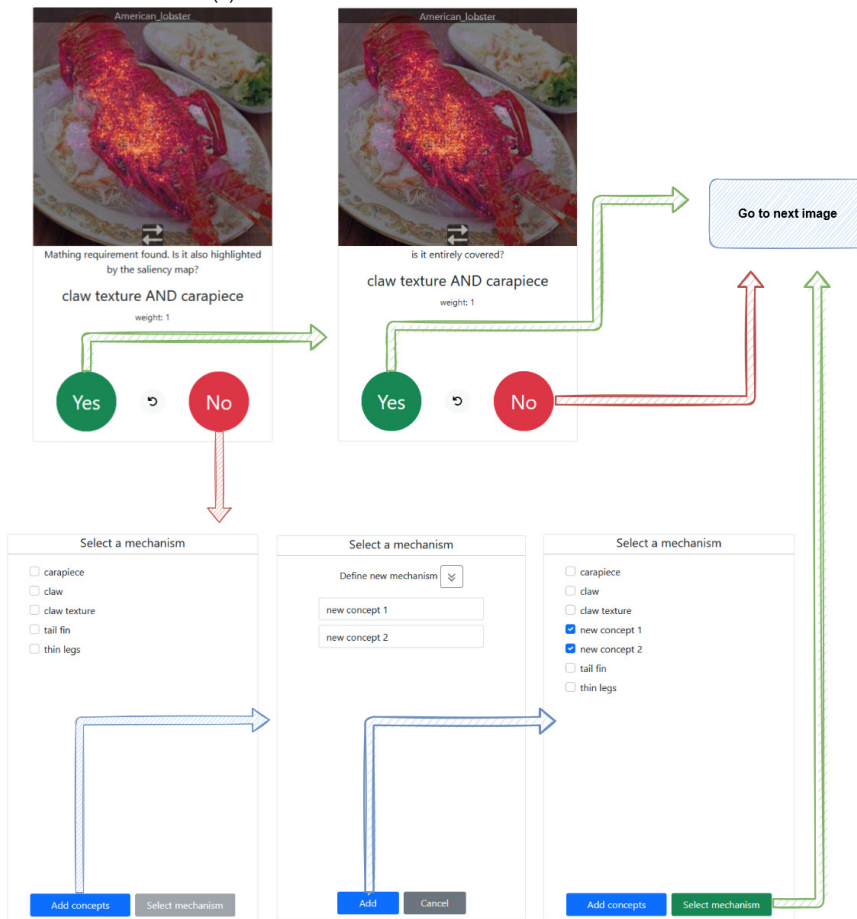 (a)
American_lobster
Mathing requirement found. Is it also highlighted
by the saliency map?
claw texture AND carapiece
weight: 1
Yes
No
American_lobster
is it entirely covered?
claw texture AND carapiece
weight: 1
Yes
No
Go to next image
Select a mechanism
carapiece
claw
claw texture
tail fin
thin legs
Add concepts
Select mechanism
Select a mechanism
Define new mechanism
new concept 1
new concept 2
Add
Cancel
Select a mechanism
carapiece
claw
claw texture
new concept 1
new concept 2
tail fin
thin legs
Add concepts
Select mechanism